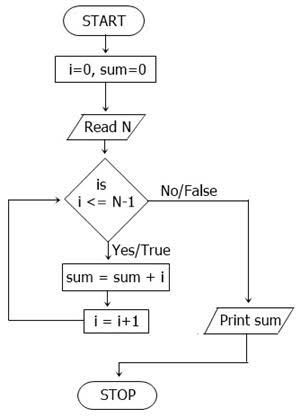 START
i=0, sum=0
Read N
is
i <= N-1
No/False
Yes/True
sum = sum + i
i = i+1
Print sum
STOP